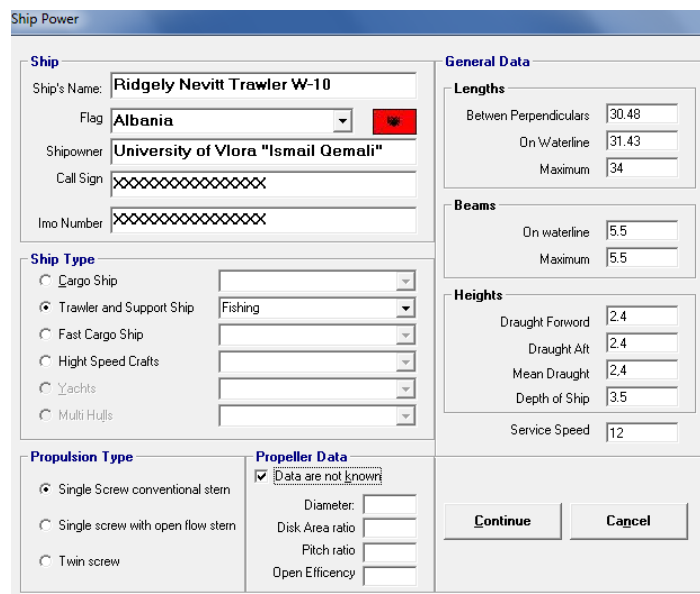 Ship Power
Ship
Ship's Name: Ridgely Nevitt Trawler W-10
Flag Albania
Shipowner University of Vlora "Ismail Qemali"
Call Sign XXXXXXXXXXXXXXXX
Imo Number XXXXXXXXXXXXXXXX
Ship Type
Cargo Ship
Trawler and Support Ship Fishing
Fast Cargo Ship
Hight Speed Crafts
Yachts
Multi Hulls
Propulsion Type
Single Screw conventional stern
Single screw with open flow stern
Twin screw
Propeller Data
Data are not known
Diameter:
Disk Area ratio
Pitch ratio
Open Efficency
General Data
Lengths
Betwen Perpendiculars 30.48
On Waterline 31.43
Maximum 34
Beams
On waterline 5.5
Maximum 5.5
Heights
Draught Forword 2.4
Draught Aft 2.4
Mean Draught 2,4
Depth of Ship 3.5
Service Speed 12
Continue
Cancel